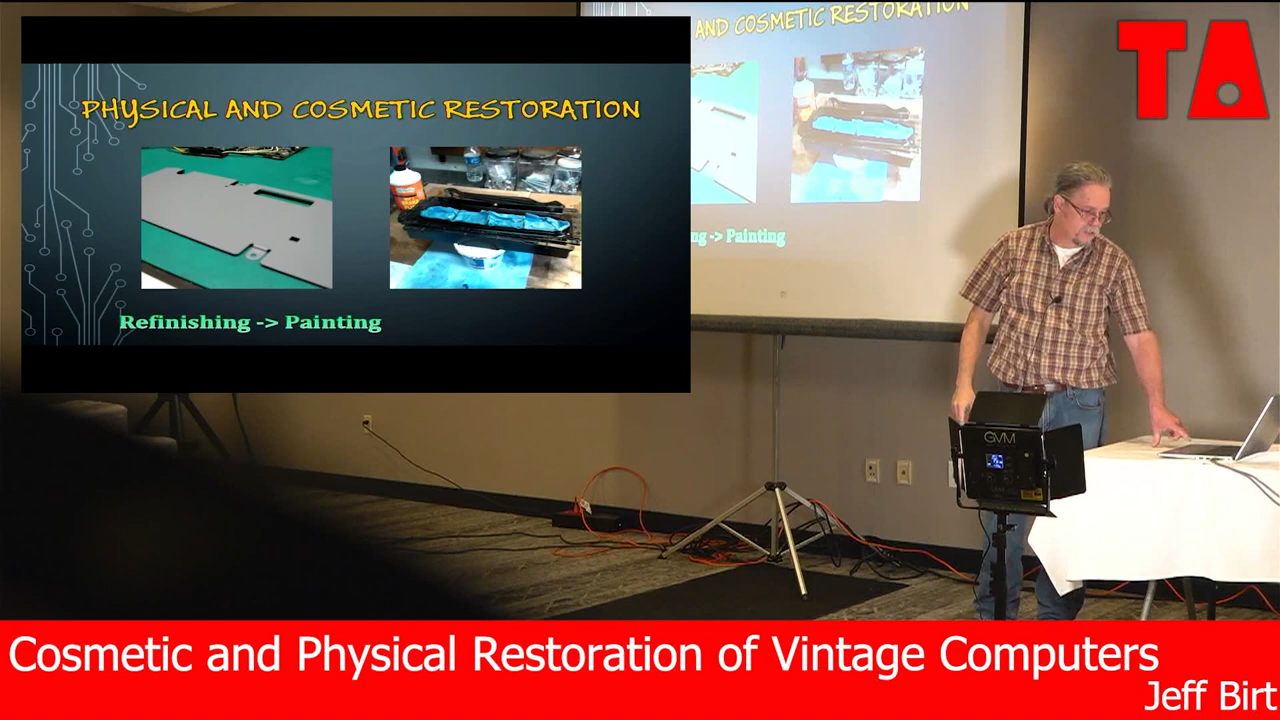 PHYSICAL AND COSMETIC RESTORATION
Refinishing -> Painting
AND COSMETIC RESTORATION
ng -> Painting
TA
GVM
Cosmetic and Physical Restoration of Vintage Computers
Jeff Birt